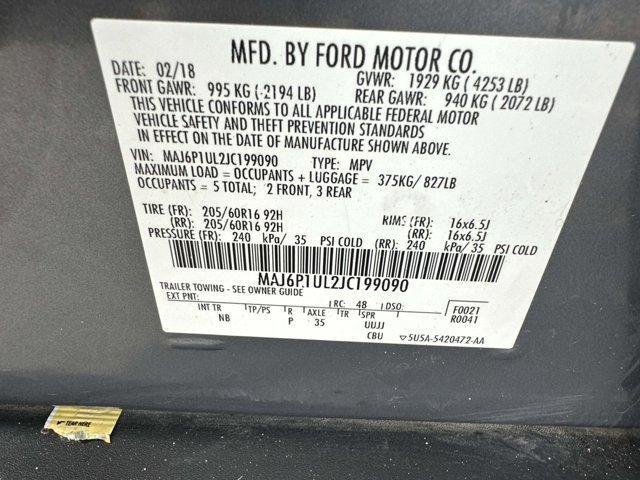 MFD. BY FORD MOTOR CO.
DATE: 02/18 GVWR: 1929 KG ( 4253 LB)
FRONT GAWR: 995 KG (-2194 LB) REAR GAWR: 940 KG ( 2072 LB)
THIS VEHICLE CONFORMS TO ALL APPLICABLE FEDERAL MOTOR
VEHICLE SAFETY AND THEFT PREVENTION STANDARDS
IN EFFECT ON THE DATE OF MANUFACTURE SHOWN ABOVE.
VIN: MAJ6P1UL2JC199090 TYPE: MPV
MAXIMUM LOAD = OCCUPANTS + LUGGAGE = 375KG/ 827LB
OCCUPANTS = 5 TOTAL; 2 FRONT, 3 REAR
TIRE (FR): 205/60R16 92H RIMS (FR): 16x6.5J
(RR): 205/60R16 92H (RR): 16x6.5J
PRESSURE (FR): 240 kPa/ 35 PSI COLD (RR): 240 kPa/ 35 PSI COLD
MAJ6P1UL2JC199090
TRAILER TOWING - SEE OWNER GUIDE
EXT PNT: RC: 48 DSO: F0021
R0041
INT TR TP/PS R AXLE TR SPR
NB P 35 UUJJ
CBU 5U5A-5420472-AA
TEAR HERE